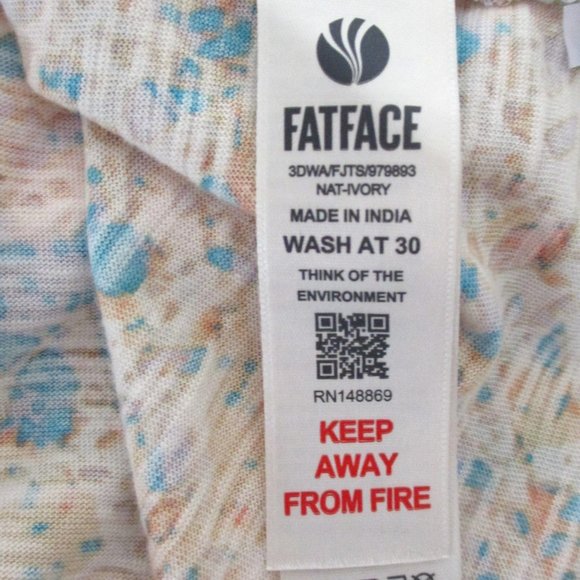 FATFACE
3DWA/FJTS/979893
NAT-IVORY
MADE IN INDIA
WASH AT 30
THINK OF THE
ENVIRONMENT
RN148869
KEEP
AWAY
FROM FIRE